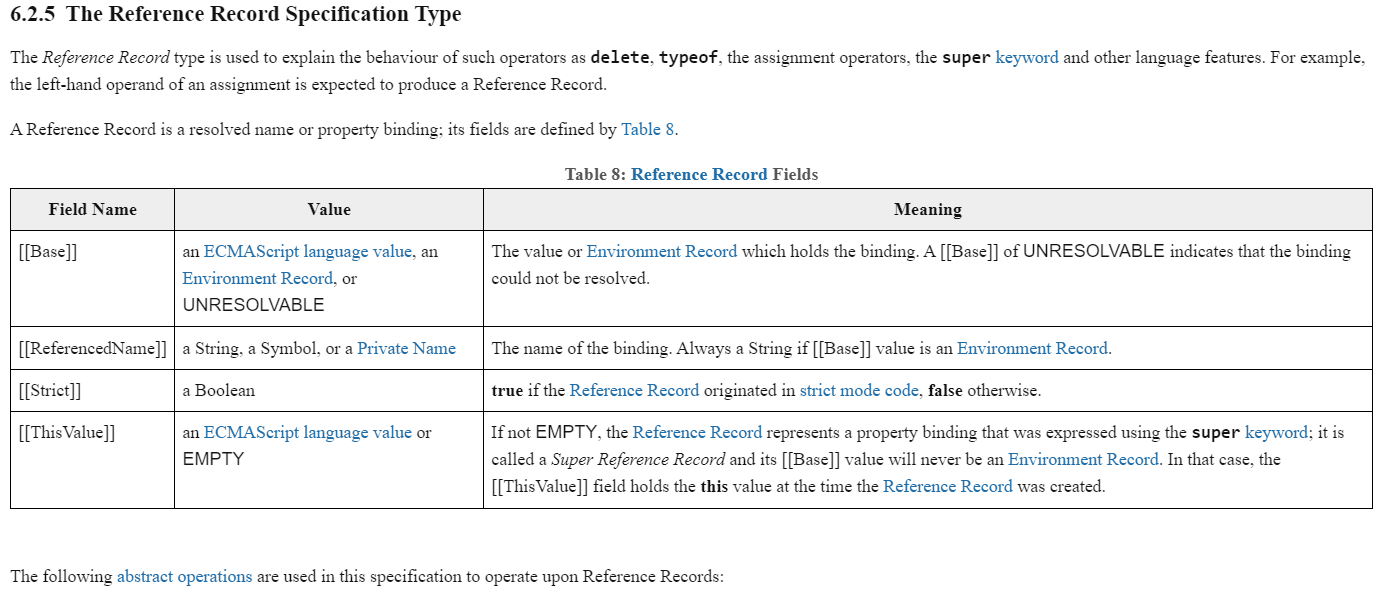 6.2.5 The Reference Record Specification Type
The Reference Record type is used to explain the behaviour of such operators as delete, typeof, the assignment operators, the super keyword and other language features. For example,
the left-hand operand of an assignment is expected to produce a Reference Record.
A Reference Record is a resolved name or property binding; its fields are defined by Table 8.
Table 8: Reference Record Fields
Field Name Value Meaning
[[Base]] an ECMAScript language value, an The value or Environment Record which holds the binding. A [[Base]] of UNRESOLVABLE indicates that the binding
Environment Record, or could not be resolved.
UNRESOLVABLE
[[ReferencedName]] a String, a Symbol, or a Private Name The name of the binding. Always a String if [[Base]] value is an Environment Record.
[[Strict]] a Boolean true if the Reference Record originated in strict mode code, false otherwise.
[[ThisValue]] an ECMAScript language value or If not EMPTY, the Reference Record represents a property binding that was expressed using the super keyword; it is
EMPTY called a Super Reference Record and its [[Base]] value will never be an Environment Record. In that case, the
[[ThisValue]] field holds the this value at the time the Reference Record was created.
The following abstract operations are used in this specification to operate upon Reference Records: